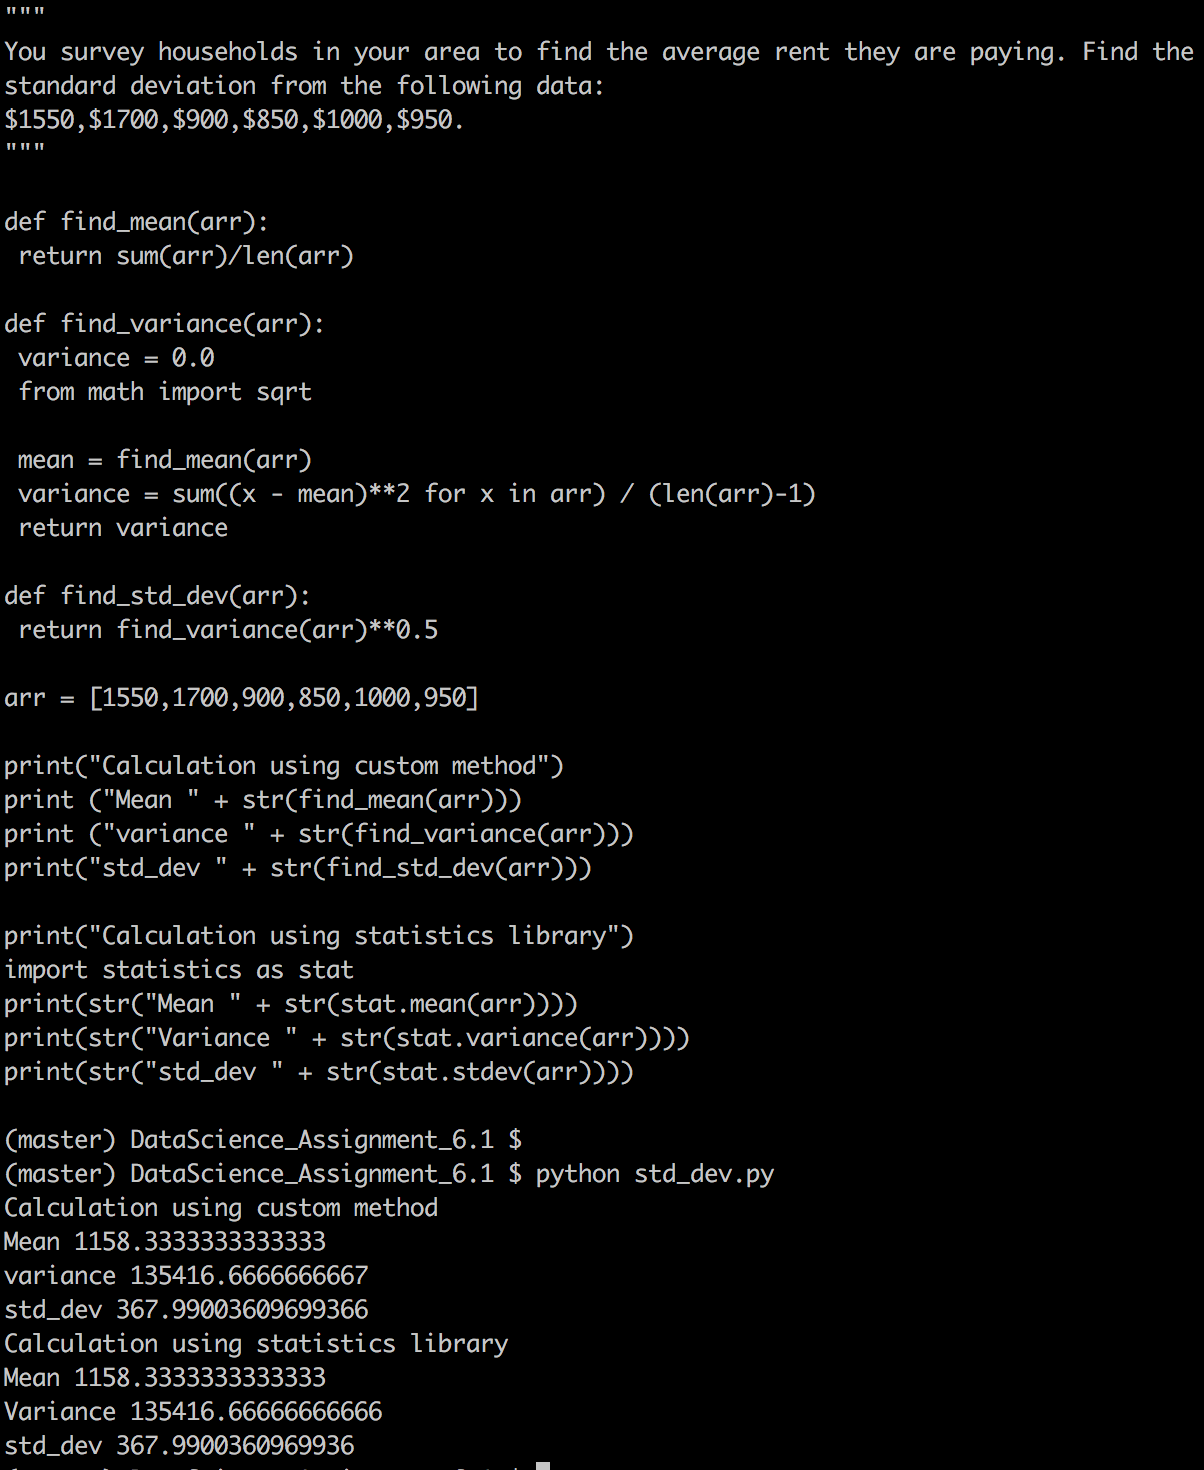 """
You survey households in your area to find the average rent they are paying. Find the
standard deviation from the following data:
$1550,$1700,$900,$850,$1000,$950.
"""
def find_mean(arr):
 return sum(arr)/len(arr)
def find_variance(arr):
 variance = 0.0
 from math import sqrt
 mean = find_mean(arr)
 variance = sum((x - mean)**2 for x in arr) / (len(arr)-1)
 return variance
def find_std_dev(arr):
 return find_variance(arr)**0.5
arr = [1550,1700,900,850,1000,950]
print("Calculation using custom method")
print ("Mean " + str(find_mean(arr)))
print ("variance " + str(find_variance(arr)))
print("std_dev " + str(find_std_dev(arr)))
print("Calculation using statistics library")
import statistics as stat
print(str("Mean " + str(stat.mean(arr))))
print(str("Variance " + str(stat.variance(arr))))
print(str("std_dev " + str(stat.stdev(arr))))
(master) DataScience_Assignment_6.1 $
(master) DataScience_Assignment_6.1 $ python std_dev.py
Calculation using custom method
Mean 1158.3333333333333
variance 135416.6666666667
std_dev 367.99003609699366
Calculation using statistics library
Mean 1158.3333333333333
Variance 135416.66666666666
std_dev 367.9900360969936